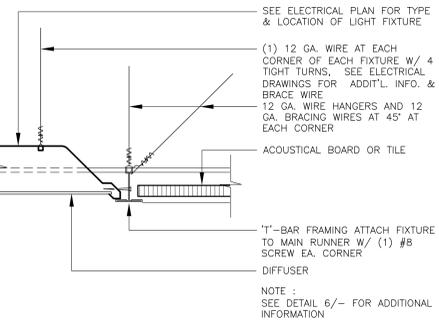 SEE ELECTRICAL PLAN FOR TYPE
& LOCATION OF LIGHT FIXTURE
(1) 12 GA. WIRE AT EACH
CORNER OF EACH FIXTURE W/ 4
TIGHT TURNS, SEE ELECTRICAL
DRAWINGS FOR ADDIT'L. INFO. &
BRACE WIRE
12 GA. WIRE HANGERS AND 12
GA. BRACING WIRES AT 45° AT
EACH CORNER
ACOUSTICAL BOARD OR TILE
'T'-BAR FRAMING ATTACH FIXTURE
TO MAIN RUNNER W/ (1) #8
SCREW EA. CORNER
DIFFUSER
NOTE :
SEE DETAIL 6/- FOR ADDITIONAL
INFORMATION